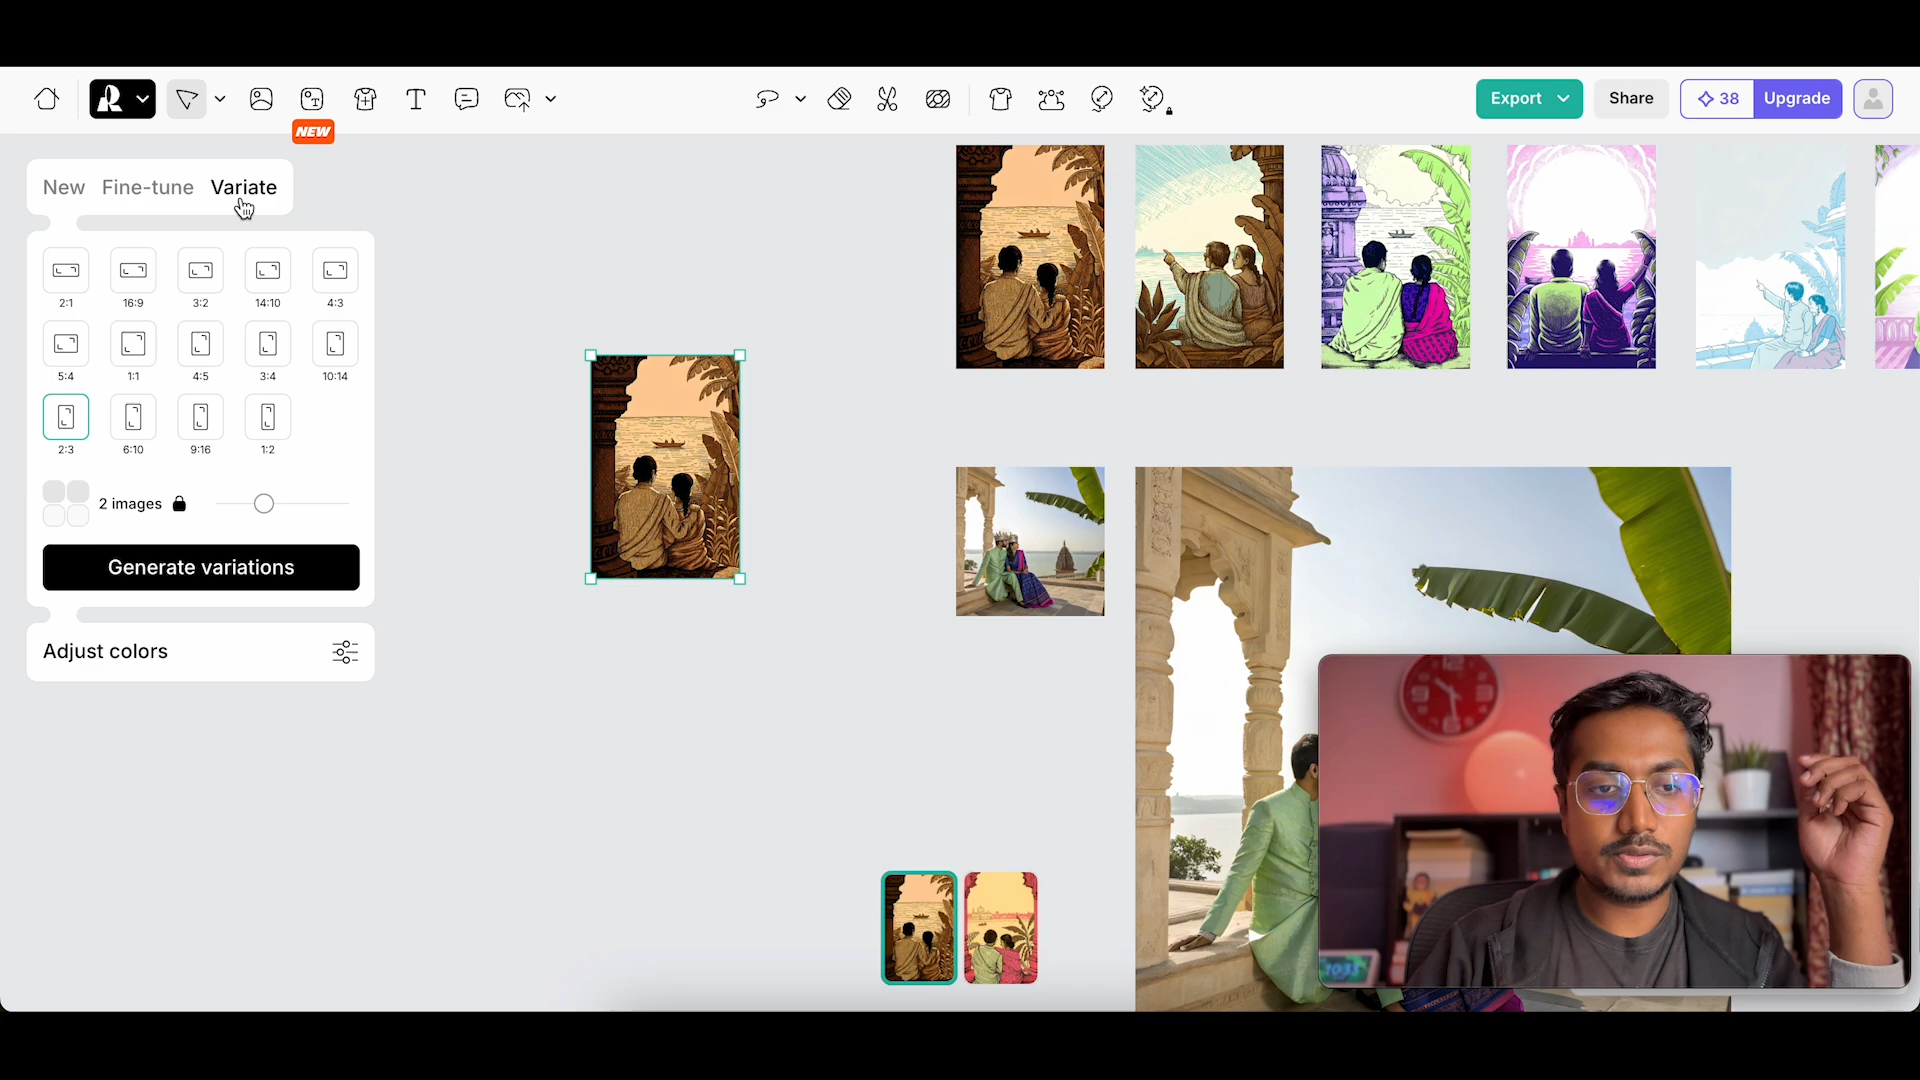 Export
Share
38
Upgrade
NEW
New Fine-tune Variate
2:1 16:9 3:2 14:10 4:3
5:4 1:1 4:5 3:4 10:14
2:3 6:10 9:16 1:2
2 images
Generate variations
Adjust colors